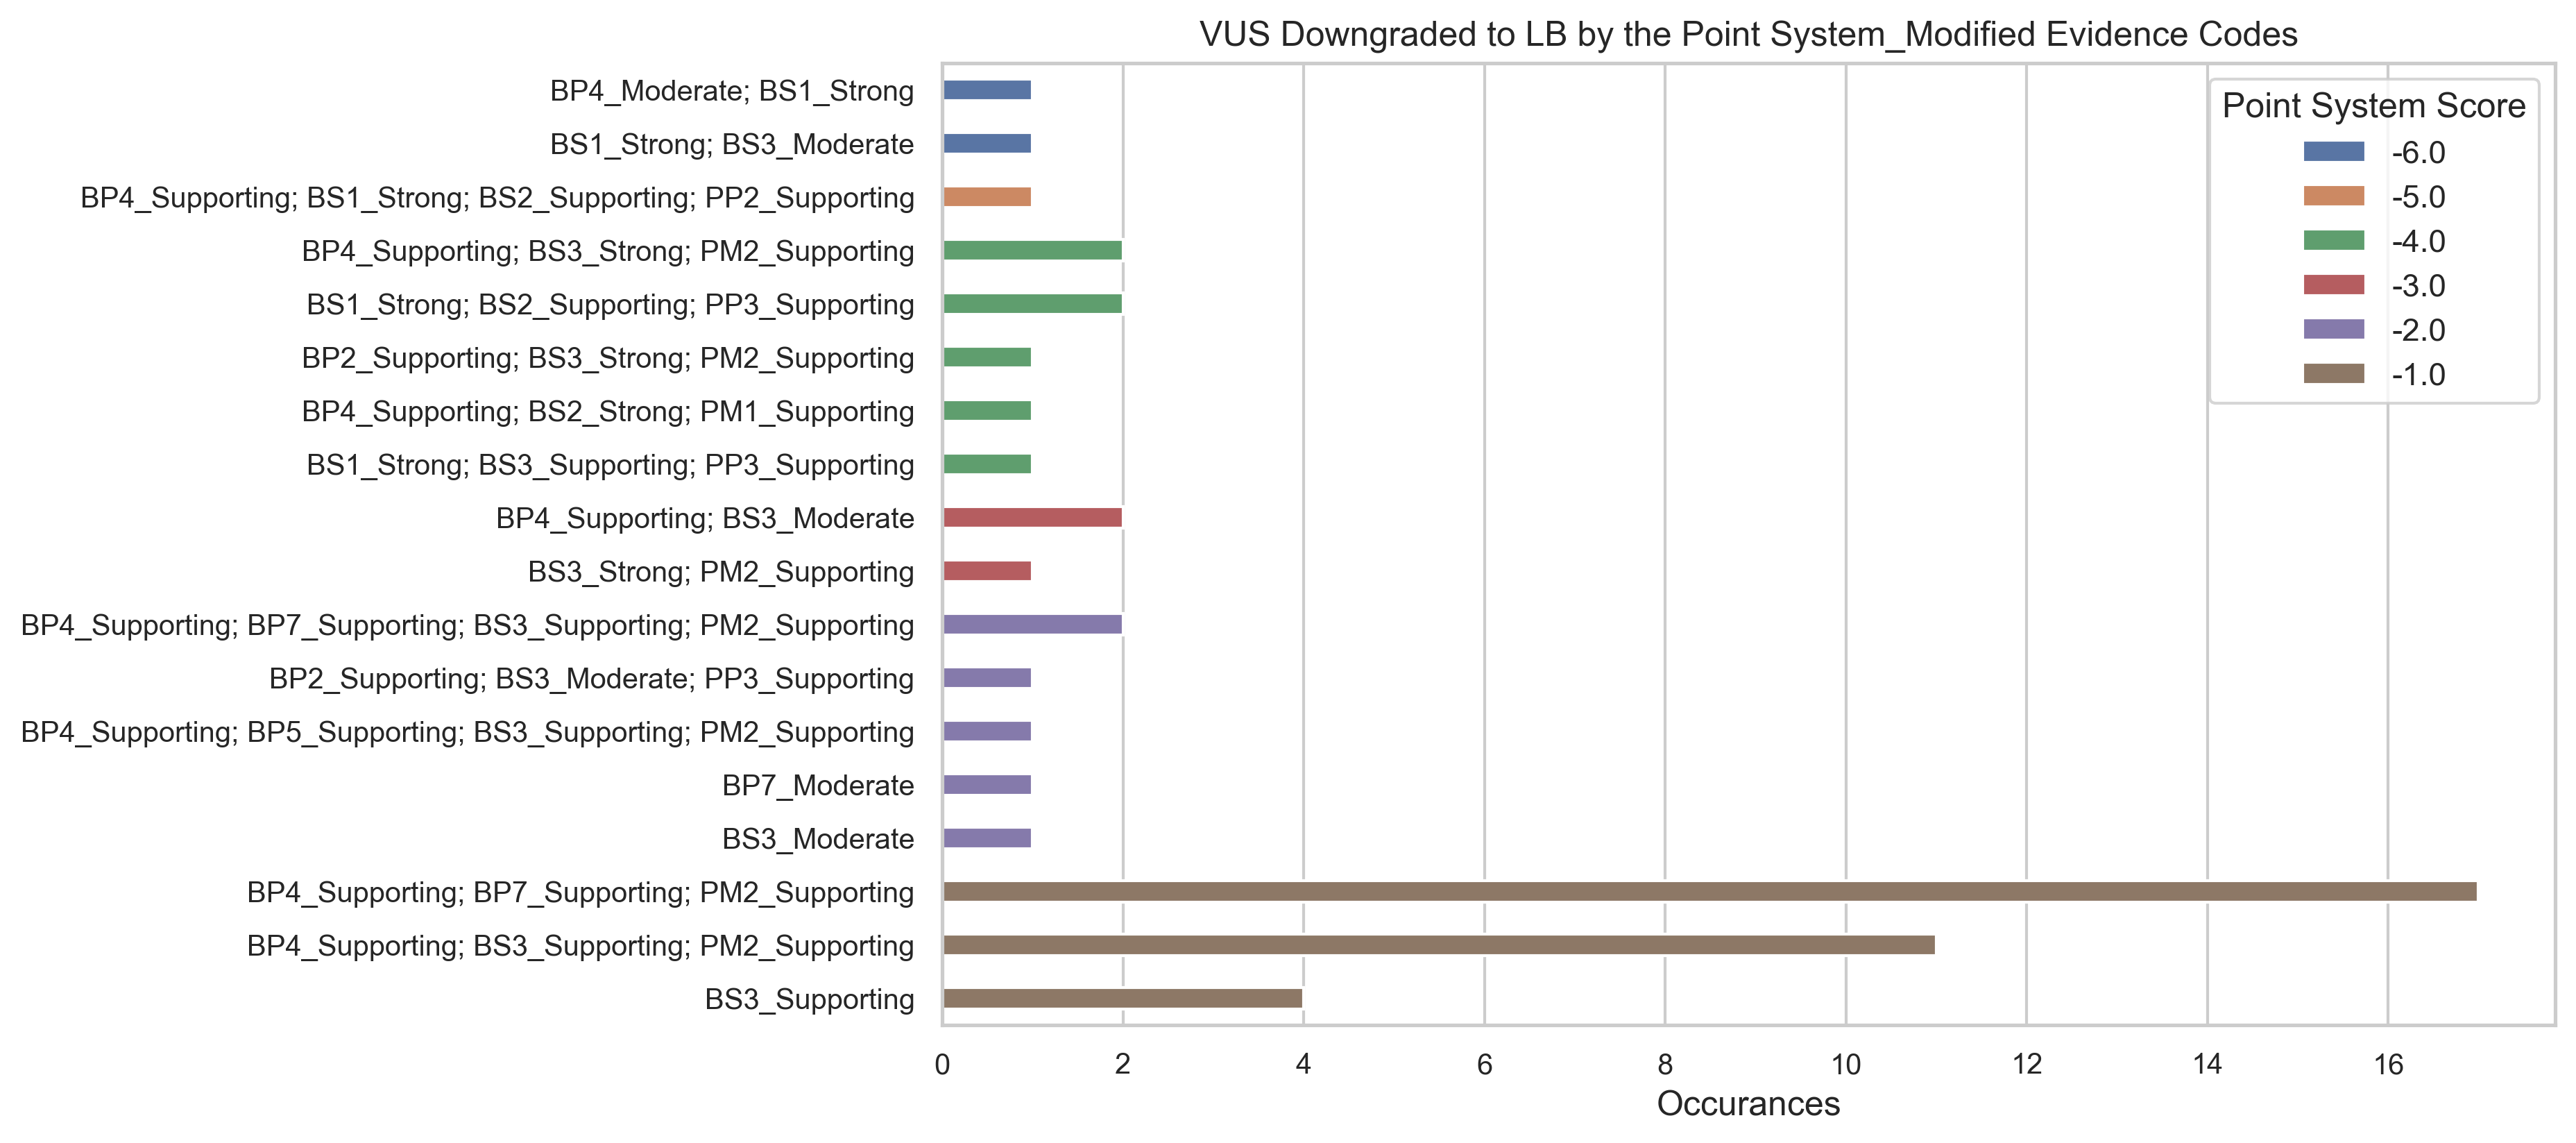 VUS Downgraded to LB by the Point System_Modified Evidence Codes
BP4_Moderate; BS1_Strong
BS1_Strong; BS3_Moderate
BP4_Supporting; BS1_Strong; BS2_Supporting; PP2_Supporting
BP4_Supporting; BS3_Strong; PM2_Supporting
BS1_Strong; BS2_Supporting; PP3_Supporting
BP2_Supporting; BS3_Strong; PM2_Supporting
BP4_Supporting; BS2_Strong; PM1_Supporting
BS1_Strong; BS3_Supporting; PP3_Supporting
BP4_Supporting; BS3_Moderate
BS3_Strong; PM2_Supporting
BP4_Supporting; BP7_Supporting; BS3_Supporting; PM2_Supporting
BP2_Supporting; BS3_Moderate; PP3_Supporting
BP4_Supporting; BP5_Supporting; BS3_Supporting; PM2_Supporting
BP7_Moderate
BS3_Moderate
BP4_Supporting; BP7_Supporting; PM2_Supporting
BP4_Supporting; BS3_Supporting; PM2_Supporting
BS3_Supporting
Point System Score
-6.0
-5.0
-4.0
-3.0
-2.0
-1.0
0 2 4 6 8 10 12 14 16
Occurances